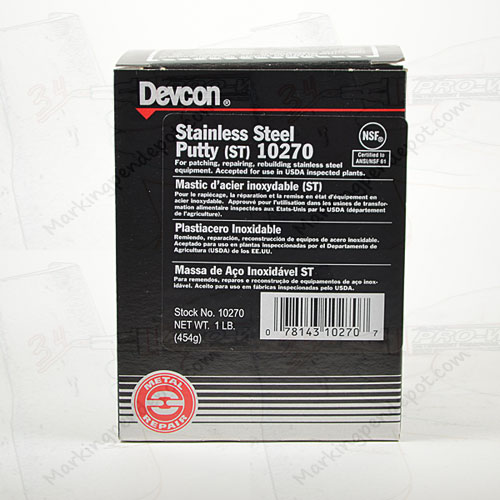 Devcon®
Stainless Steel
Putty (ST) 10270
For patching, repairing, rebuilding stainless steel
equipment. Accepted for use in USDA inspected plants.
NSF®
Certified to
ANSI/NSF 61
Mastic d'acier inoxydable (ST)
Pour le rapiéçage, la réparation et la remise en état d'équipement en
acier inoxydable. Approuvé pour l'utilisation dans les usines de transfor-
mation alimentaire inspectées aux Etats-Unis par le USDA (département
de l'agriculture).
Plastiacero Inoxidable
Remiendo, reparación, reconstrucción de equipos de acero inoxidable.
Aceptado para uso en plantas inspeccionadas por el Departamento de
Agricultura (USDA) de los EE.UU.
Massa de Aço Inoxidável ST
Para remendos, reparos e reconstrução de equipamentos de aço inox-
idável. Aceito para uso em fábricas inspecionadas pelo USDA.
Stock No. 10270
NET WT. 1 LB.
(454g)
0 78143 10270 7
METAL
REPAIR
Markingpendepot.com